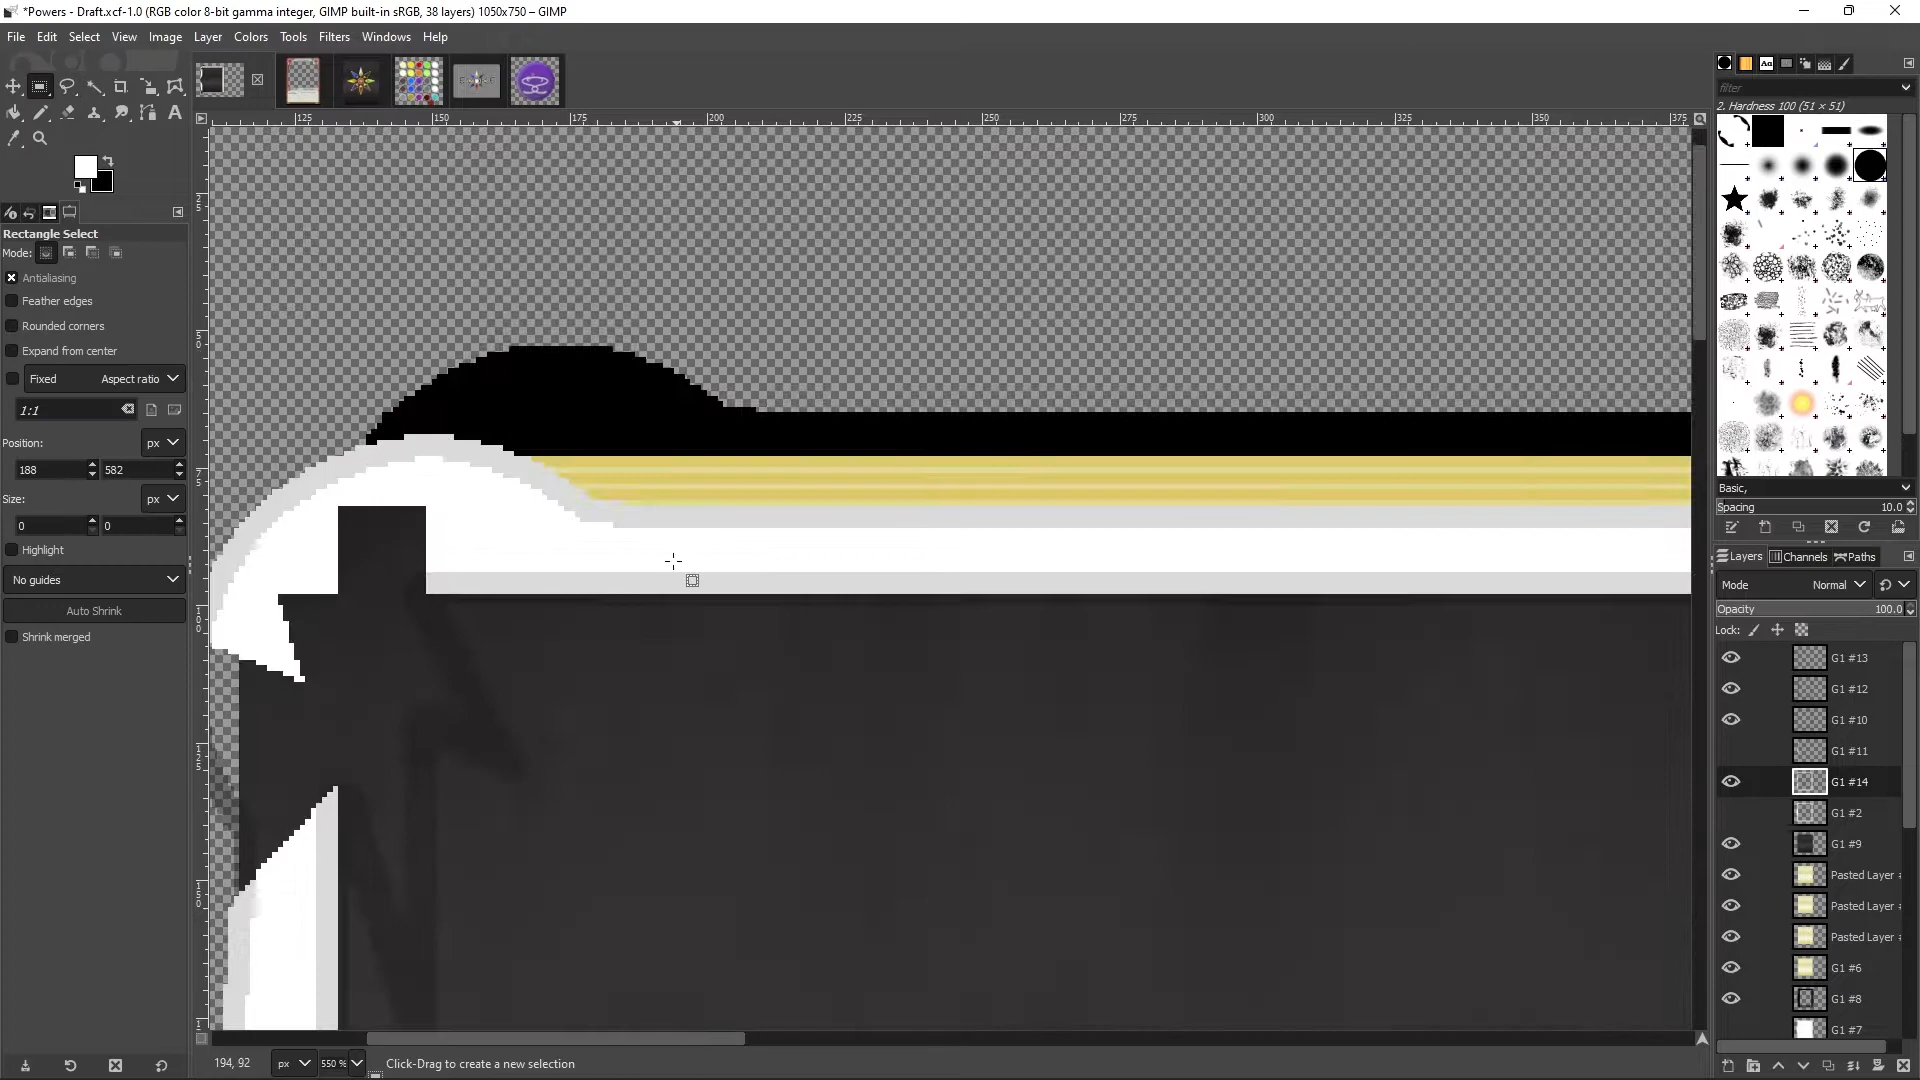 *Powers - Draft.xcf-1.0 (RGB color 8-bit gamma integer, GIMP built-in sRGB, 38 layers) 1050x750 – GIMP
File Edit Select View Image Layer Colors Tools Filters Windows Help
125 150 175 200 225 250 275 300 325 350 375
filter
2. Hardness 100 (51 × 51)
Rectangle Select
Mode:
Antialiasing
Feather edges
Rounded corners
Expand from center
Fixed Aspect ratio
1:1
Position: px
188 582
Size: px
0 0
Highlight
No guides
Auto Shrink
Shrink merged
Basic,
Spacing 10.0
Layers Channels Paths
Mode Normal
Opacity 100.0
Lock:
G1 #13
G1 #12
G1 #10
G1 #11
G1 #14
G1 #2
G1 #9
Pasted Layer
Pasted Layer
Pasted Layer
G1 #6
G1 #8
G1 #7
194, 92 px 550 % Click-Drag to create a new selection